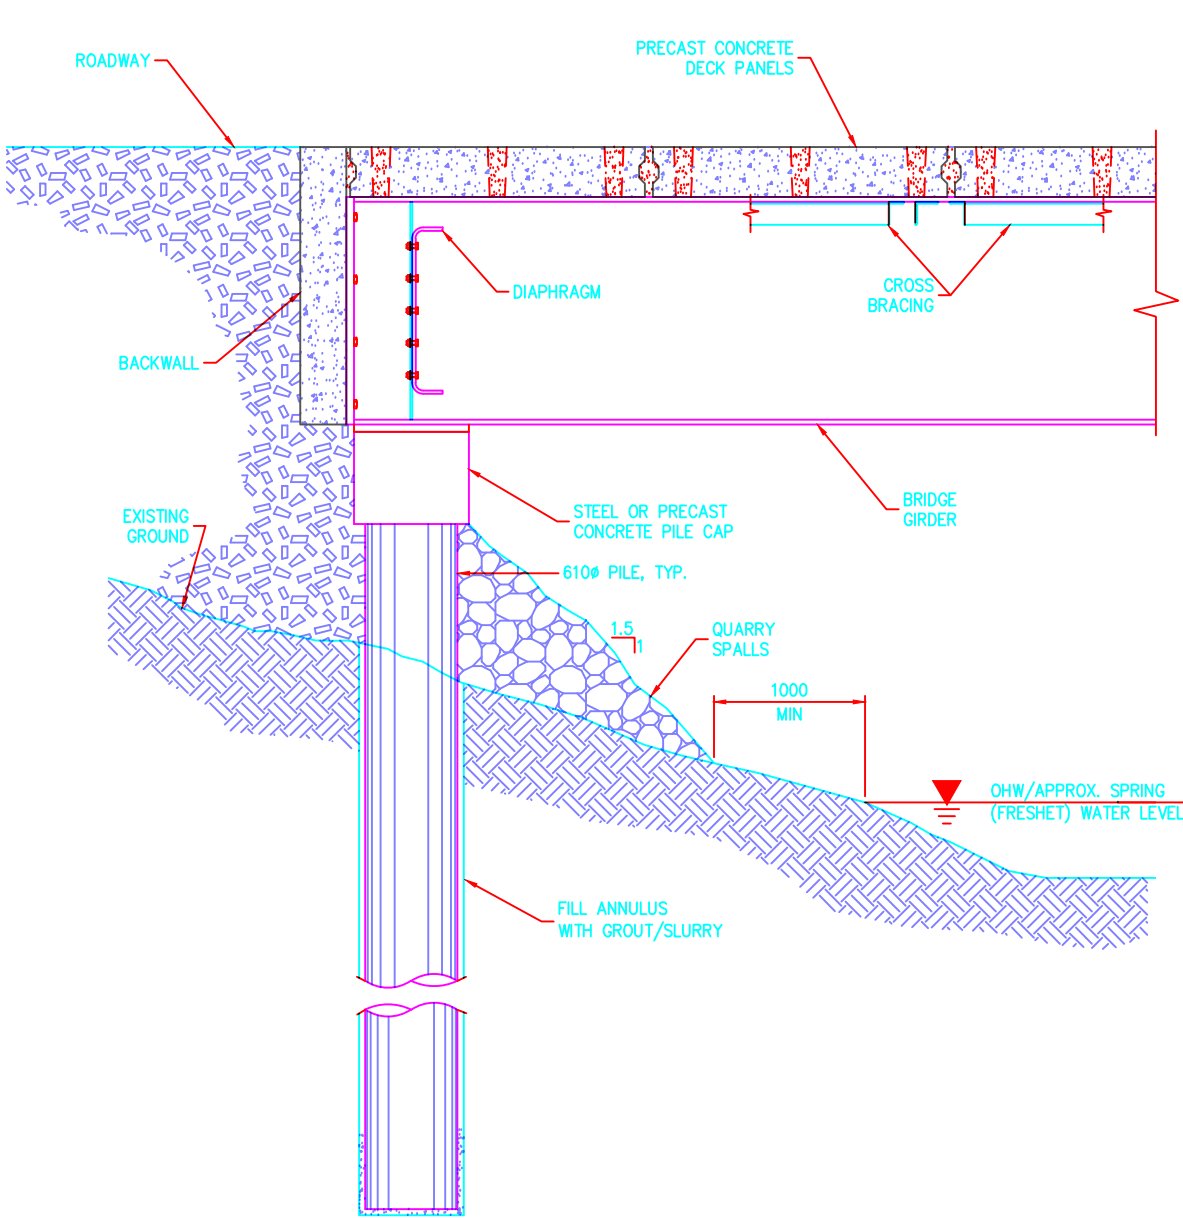 ROADWAY
PRECAST CONCRETE
DECK PANELS
DIAPHRAGM
CROSS
BRACING
BACKWALL
BRIDGE
GIRDER
STEEL OR PRECAST
CONCRETE PILE CAP
EXISTING
GROUND
610ø PILE, TYP.
1.5
1
QUARRY
SPALLS
1000
MIN
OHW/APPROX. SPRING
(FRESHET) WATER LEVEL
FILL ANNULUS
WITH GROUT/SLURRY